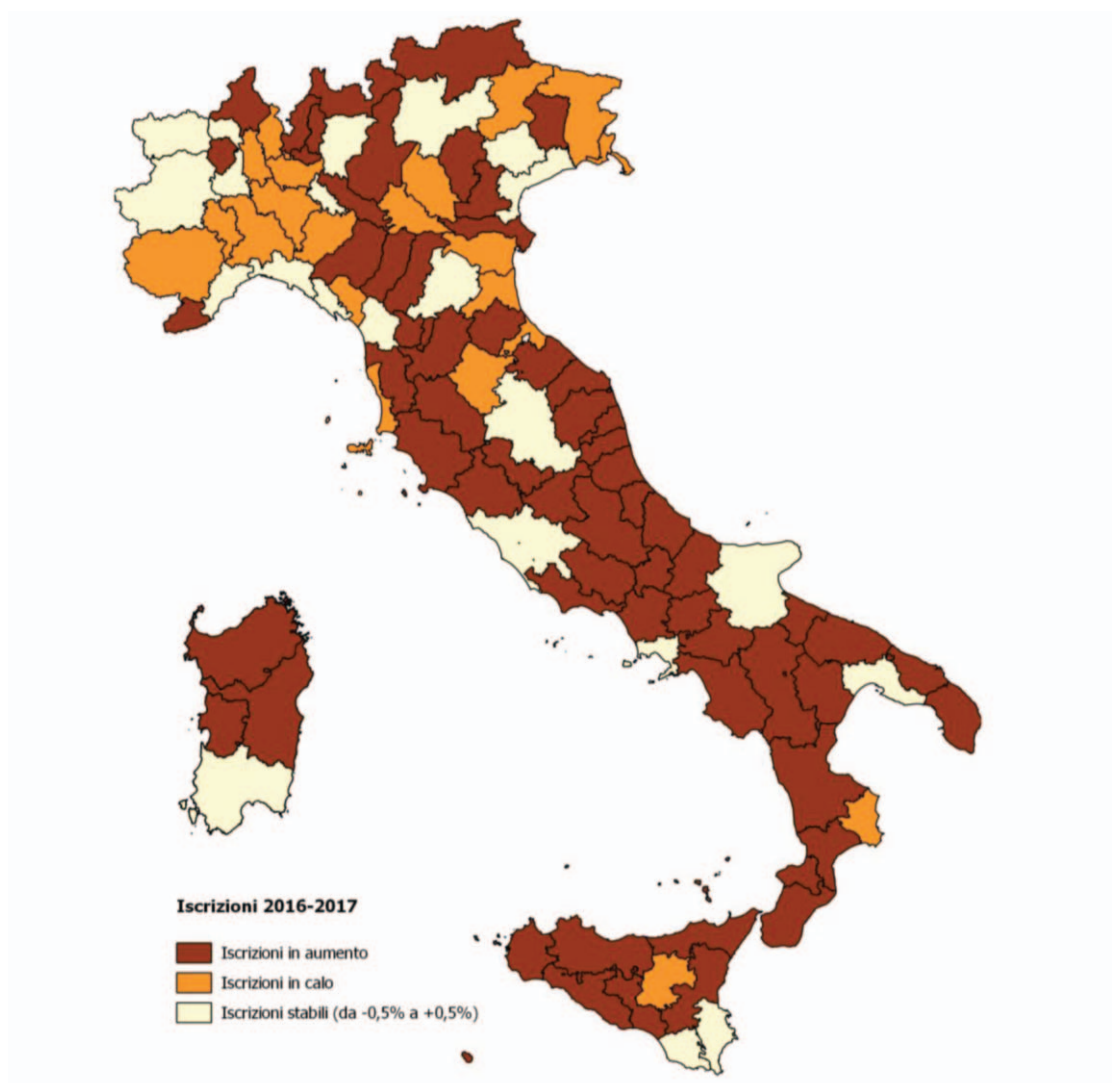 Iscrizioni 2016-2017
Iscrizioni in aumento
Iscrizioni in calo
Iscrizioni stabili (da -0,5% a +0,5%)